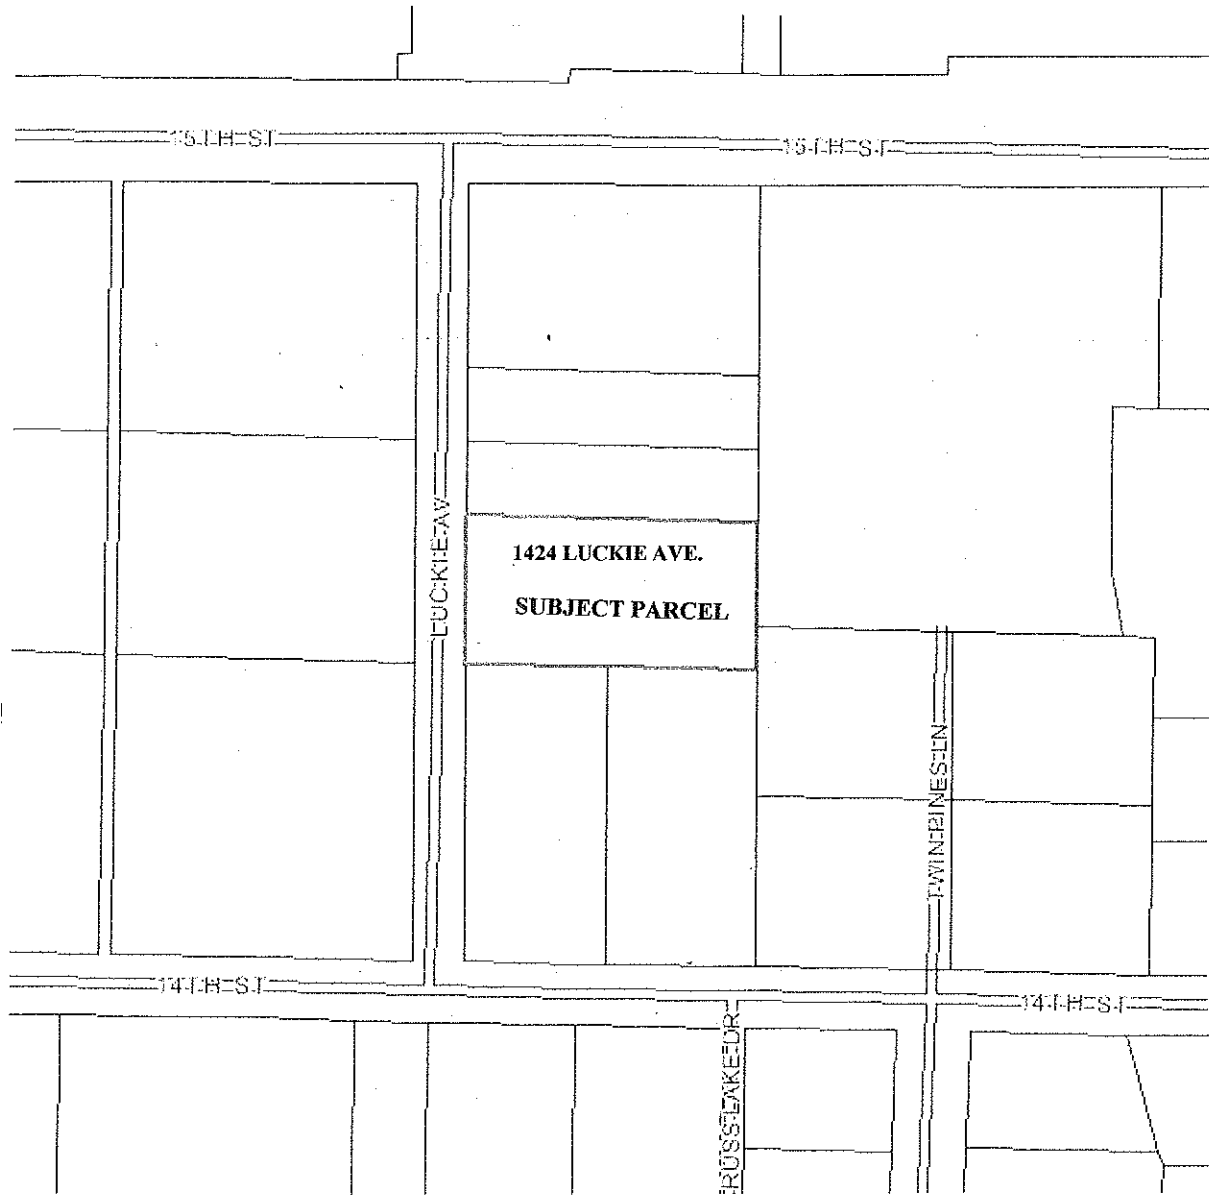 15TH ST
15TH ST
LUCKIE AV
1424 LUCKIE AVE.
SUBJECT PARCEL
TWIN PINES LN
14TH ST
14TH ST
RUSS LAKE DR